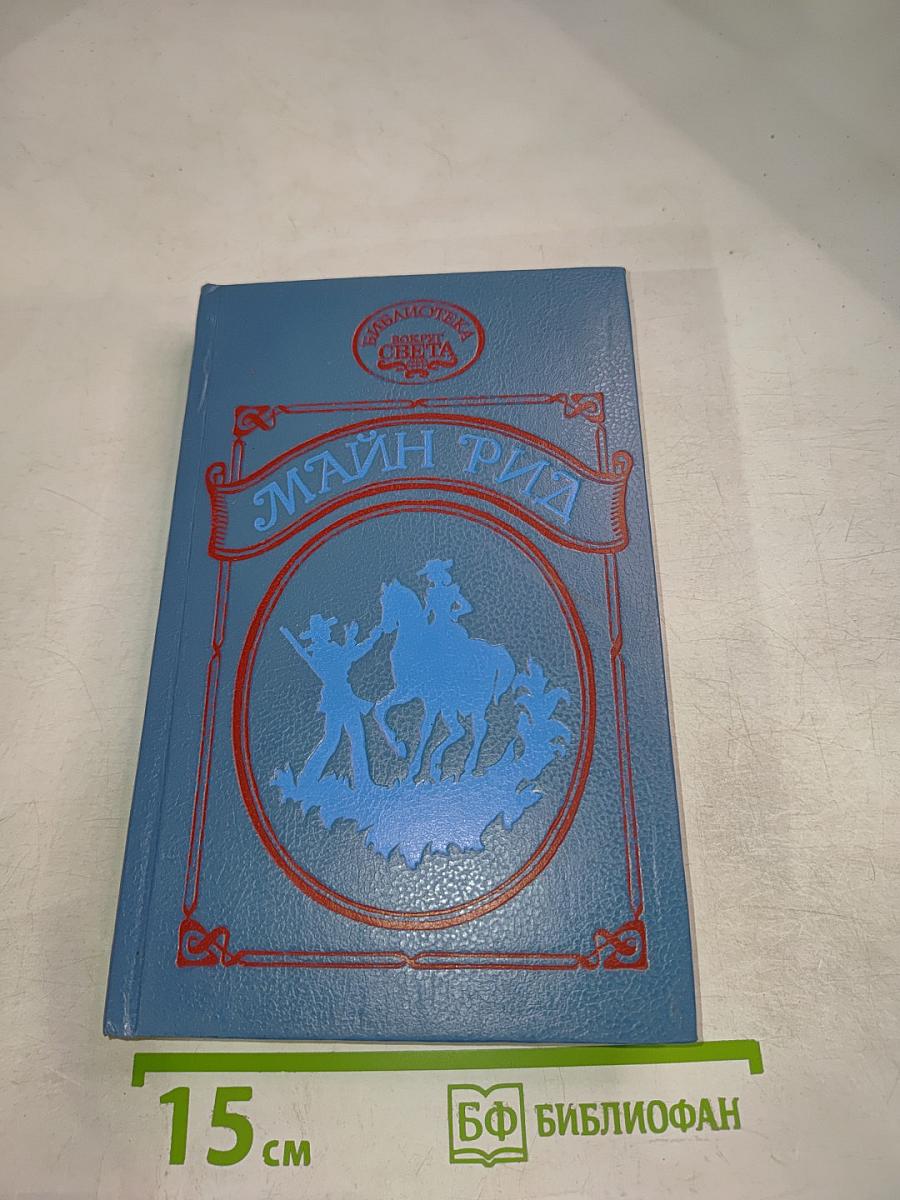 БИБЛИОТЕКА
ВОКРУГ
СВЕТА
МАЙН РИД
15 см
БФ БИБЛИОФАН